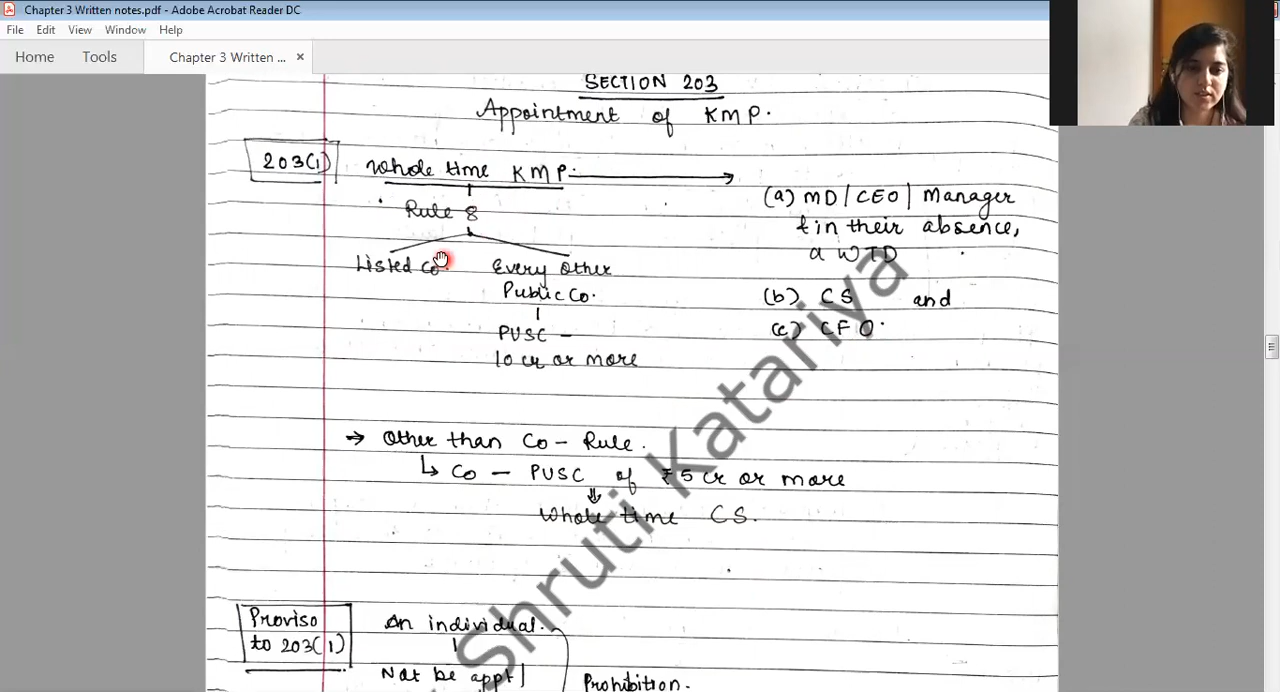 Chapter 3 Written notes.pdf - Adobe Acrobat Reader DC
File Edit View Window Help
Home Tools Chapter 3 Written ... ×
SECTION 203
Appointment of KMP.
203(1) Whole time KMP.
Rule 8
Listed Co.
Every Other
Public Co.
PUSC -
10 cr or more
(a) MD/CEO/Manager
& in their absence,
a WTD
(b) CS and
(c) CFO.
→ Other than Co - Rule.
Co - PUSC of ₹5 cr or more
Whole time CS.
Proviso
to 203(1)
An individual.
Not be appt
Prohibition.
Shruti Katariya